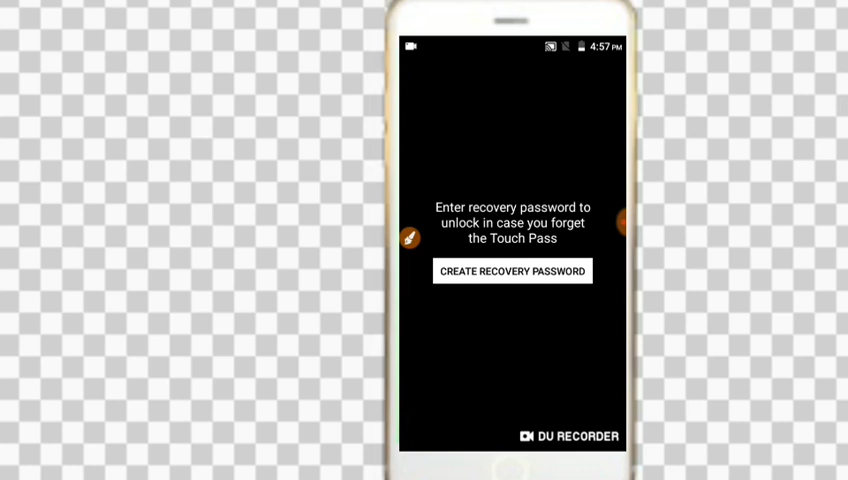 4:57 PM
Enter recovery password to
unlock in case you forget
the Touch Pass
CREATE RECOVERY PASSWORD
DU RECORDER